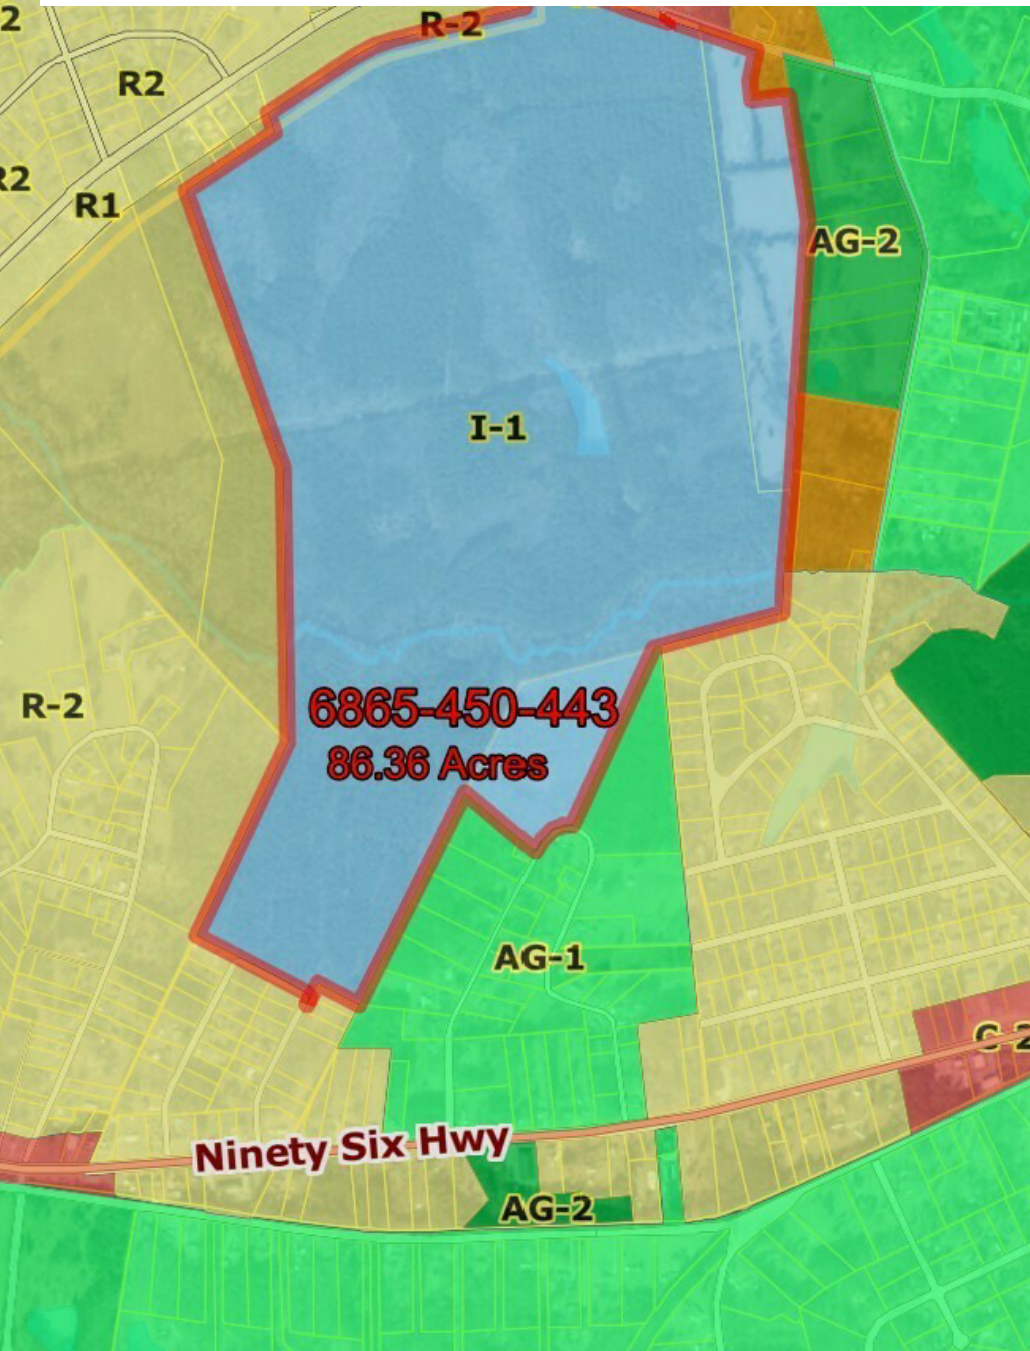 2
R-2
R2
R2
R1
AG-2
I-1
6865-450-443
86.36 Acres
R-2
AG-1
C-2
Ninety Six Hwy
AG-2